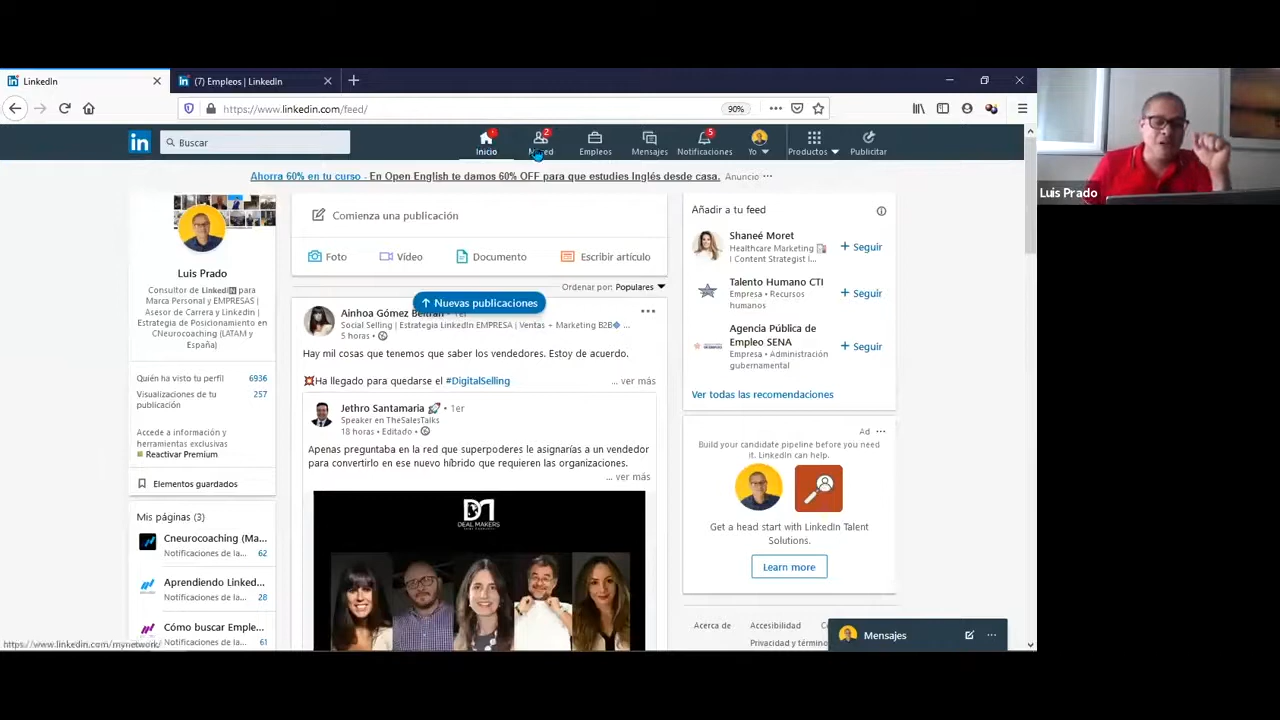 LinkedIn
(7) Empleos | LinkedIn
https://www.linkedin.com/feed/
90%
in
Buscar
Inicio
2
Empleos
Mensajes
5
Notificaciones
Yo
Productos
Publicitar
Ahorra 60% en tu curso - En Open English te damos 60% OFF para que estudies Inglés desde casa.
Anuncio
Luis Prado
Luis Prado
Consultor de LinkedIN para
Marca Personal y EMPRESAS |
Asesor de Carrera y Linkedin |
Estrategia de Posicionamiento en
CNeurocoaching (LATAM y
España)
Quién ha visto tu perfil 6936
Visualizaciones de tu 257
publicación
Accede a información y
herramientas exclusivas
Reactivar Premium
Elementos guardados
Mis páginas (3)
Cneurocoaching (Ma...
Notificaciones de la... 62
Aprendiendo Linked...
Notificaciones de la... 28
Cómo buscar Emple...
Notificaciones de la... 61
https://www.linkedin.com/mynetwork/
Comienza una publicación
Foto
Vídeo
Documento
Escribir artículo
Ordenar por: Populares
Nuevas publicaciones
Ainhoa Gómez Beltrán
Social Selling | Estrategia LinkedIn EMPRESA | Ventas + Marketing B2B ...
5 horas •
Hay mil cosas que tenemos que saber los vendedores. Estoy de acuerdo.
Ha llegado para quedarse el #DigitalSelling
... ver más
Jethro Santamaria • 1er
Speaker en TheSalesTalks
18 horas • Editado •
Apenas preguntaba en la red que superpoderes le asignarías a un vendedor
para convertirlo en ese nuevo híbrido que requieren las organizaciones.
... ver más
DEAL MAKERS
Añadir a tu feed
Shaneé Moret
Healthcare Marketing
| Content Strategist |...
+ Seguir
Talento Humano CTI
Empresa • Recursos
humanos
+ Seguir
Agencia Pública de
Empleo SENA
Empresa • Administración
gubernamental
+ Seguir
Ver todas las recomendaciones
Ad
Build your candidate pipeline before you need
it. LinkedIn can help.
Get a head start with LinkedIn Talent
Solutions.
Learn more
Acerca de
Accesibilidad
Privacidad y término
Mensajes